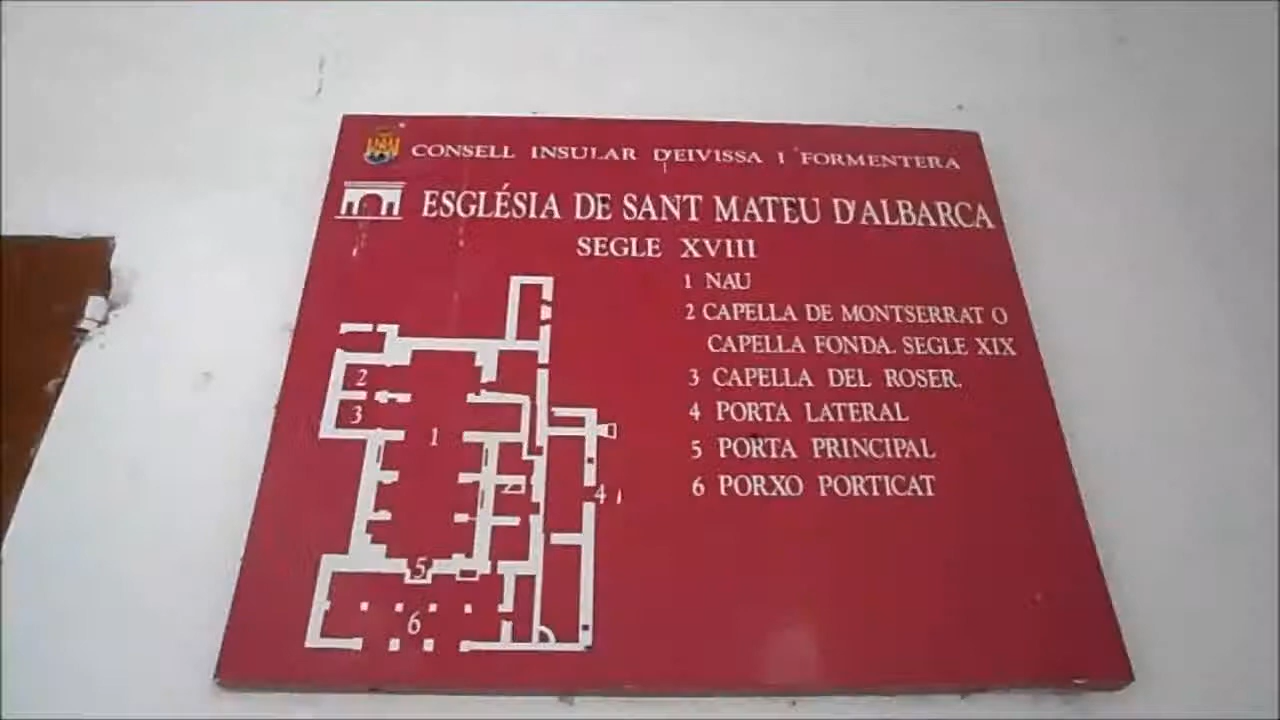 CONSELL INSULAR D'EIVISSA I FORMENTERA
ESGLÉSIA DE SANT MATEU D'ALBARCA
SEGLE XVIII
1 NAU
2 CAPELLA DE MONTSERRAT O
CAPELLA FONDA. SEGLE XIX
3 CAPELLA DEL ROSER.
4 PORTA LATERAL
5 PORTA PRINCIPAL
6 PORXO PORTICAT
2
3
1
4
5
6